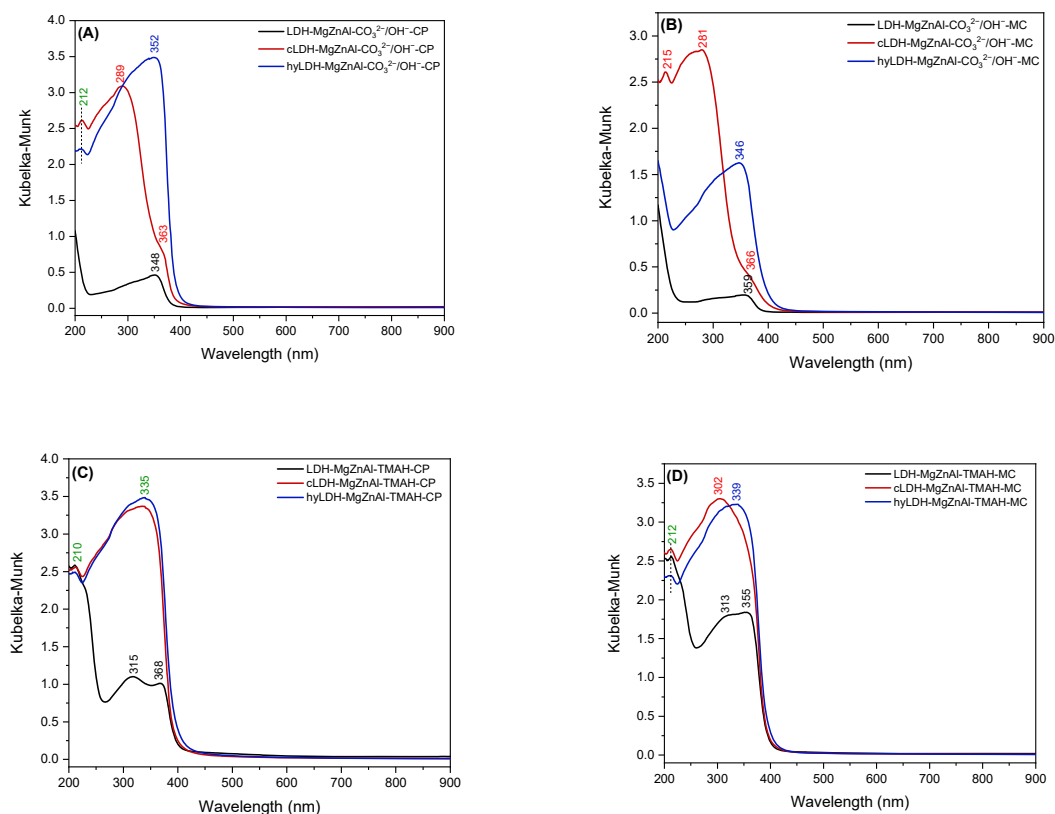 (A)
LDH-MgZnAl-CO₃²⁻/OH⁻-CP
cLDH-MgZnAl-CO₃²⁻/OH⁻-CP
hyLDH-MgZnAl-CO₃²⁻/OH⁻-CP
4.0
3.5
3.0
2.5
2.0
1.5
1.0
0.5
0.0
Kubelka-Munk
212
289
352
363
348
200 300 400 500 600 700 800 900
Wavelength (nm)
(B)
LDH-MgZnAl-CO₃²⁻/OH⁻-MC
cLDH-MgZnAl-CO₃²⁻/OH⁻-MC
hyLDH-MgZnAl-CO₃²⁻/OH⁻-MC
3.0
2.5
2.0
1.5
1.0
0.5
0.0
Kubelka-Munk
215
281
346
366
359
200 300 400 500 600 700 800 900
Wavelength (nm)
(C)
LDH-MgZnAl-TMAH-CP
cLDH-MgZnAl-TMAH-CP
hyLDH-MgZnAl-TMAH-CP
4.0
3.5
3.0
2.5
2.0
1.5
1.0
0.5
0.0
Kubelka-Munk
210
335
315
368
200 300 400 500 600 700 800 900
Wavelength (nm)
(D)
LDH-MgZnAl-TMAH-MC
cLDH-MgZnAl-TMAH-MC
hyLDH-MgZnAl-TMAH-MC
3.5
3.0
2.5
2.0
1.5
1.0
0.5
0.0
Kubelka-Munk
212
302
339
313
355
200 300 400 500 600 700 800 900
Wavelength (nm)